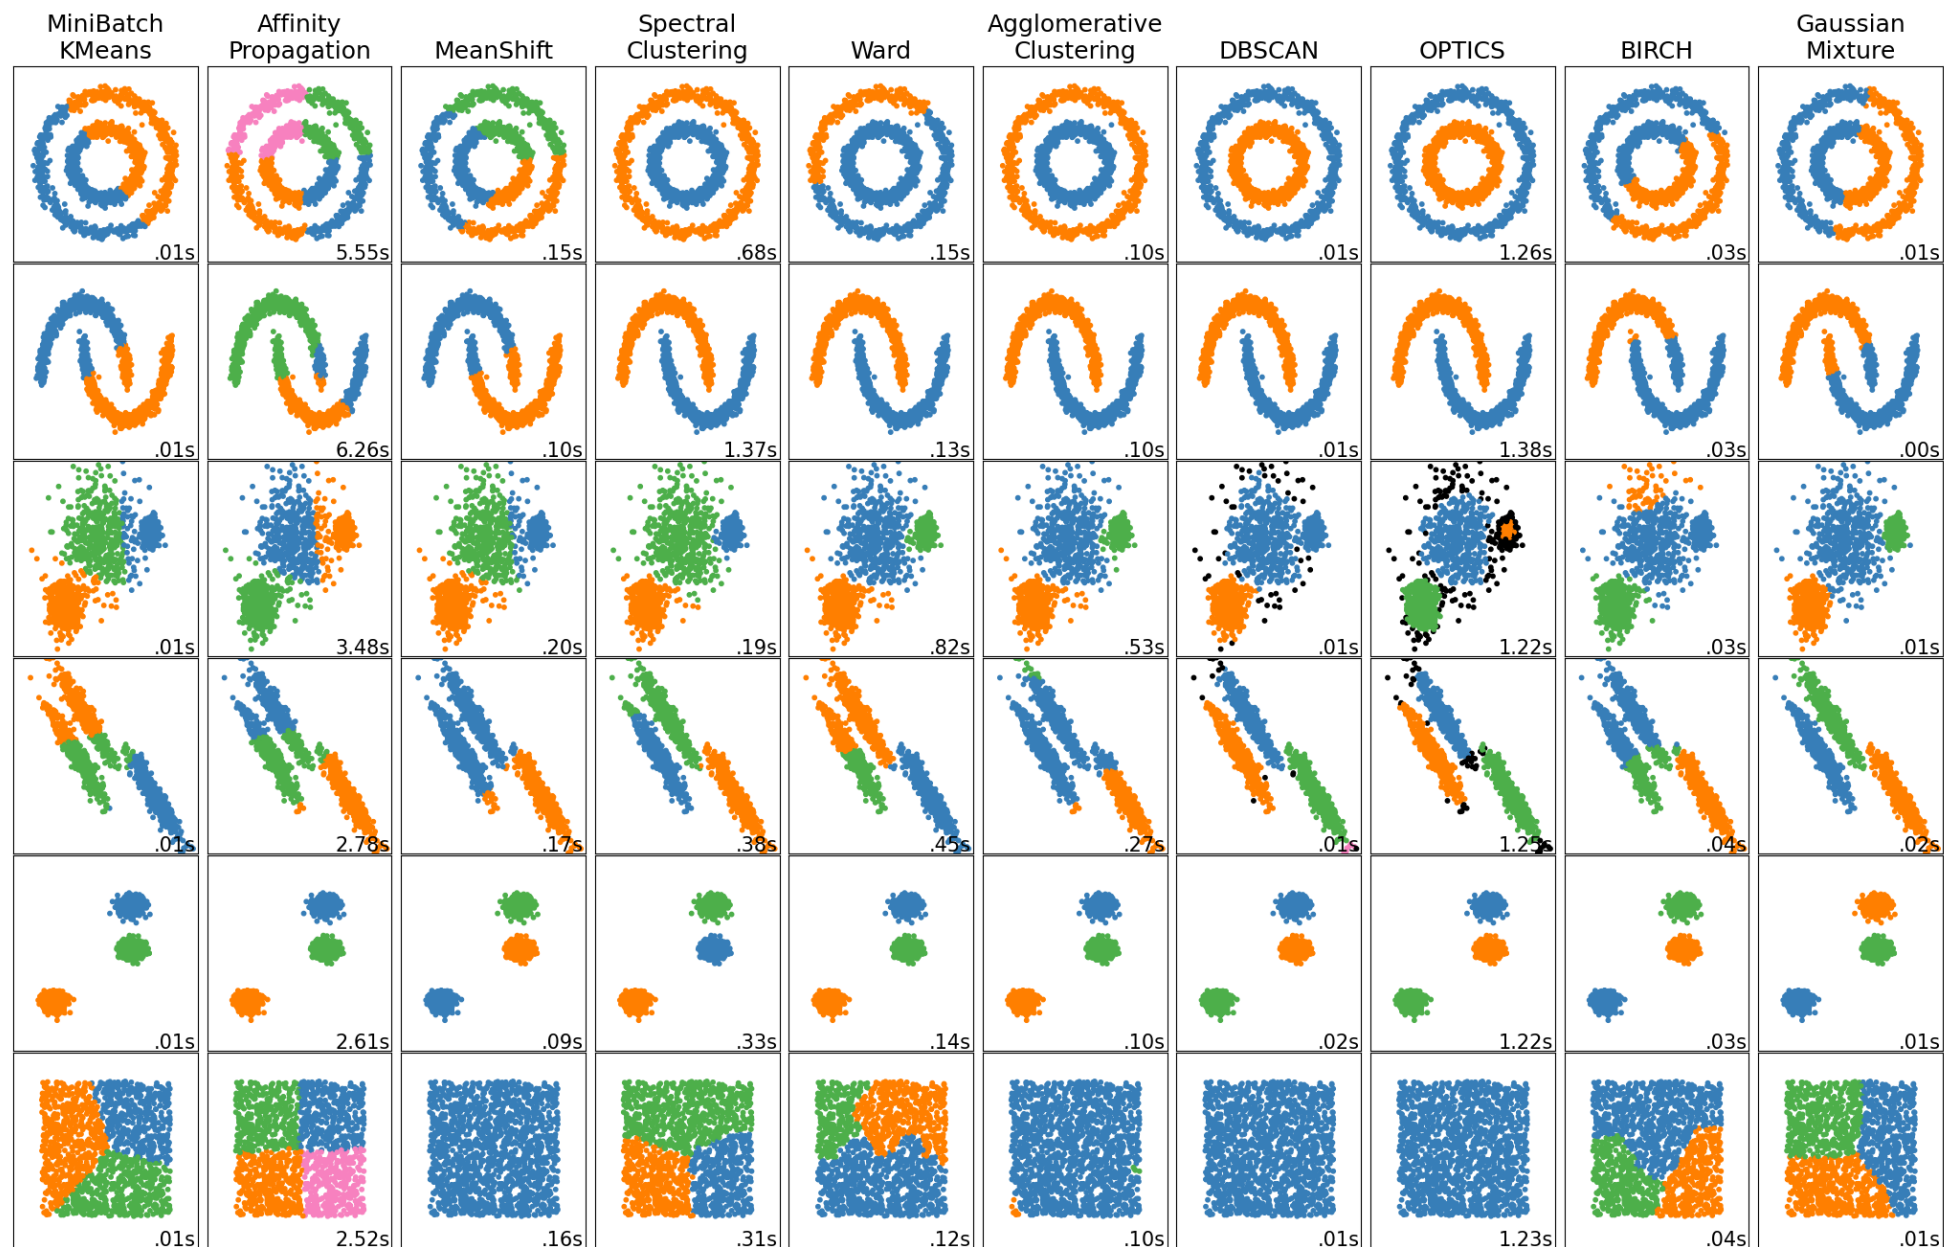 MiniBatch
KMeans
Affinity
Propagation
MeanShift
Spectral
Clustering
Ward
Agglomerative
Clustering
DBSCAN
OPTICS
BIRCH
Gaussian
Mixture
.01s
5.55s
.15s
.68s
.15s
.10s
.01s
1.26s
.03s
.01s
.01s
6.26s
.10s
1.37s
.13s
.10s
.01s
1.38s
.03s
.00s
.01s
3.48s
.20s
.19s
.82s
.53s
.01s
1.22s
.03s
.01s
.01s
2.78s
.17s
.38s
.45s
.27s
.01s
1.25s
.04s
.02s
.01s
2.61s
.09s
.33s
.14s
.10s
.02s
1.22s
.03s
.01s
.01s
2.52s
.16s
.31s
.12s
.10s
.01s
1.23s
.04s
.01s